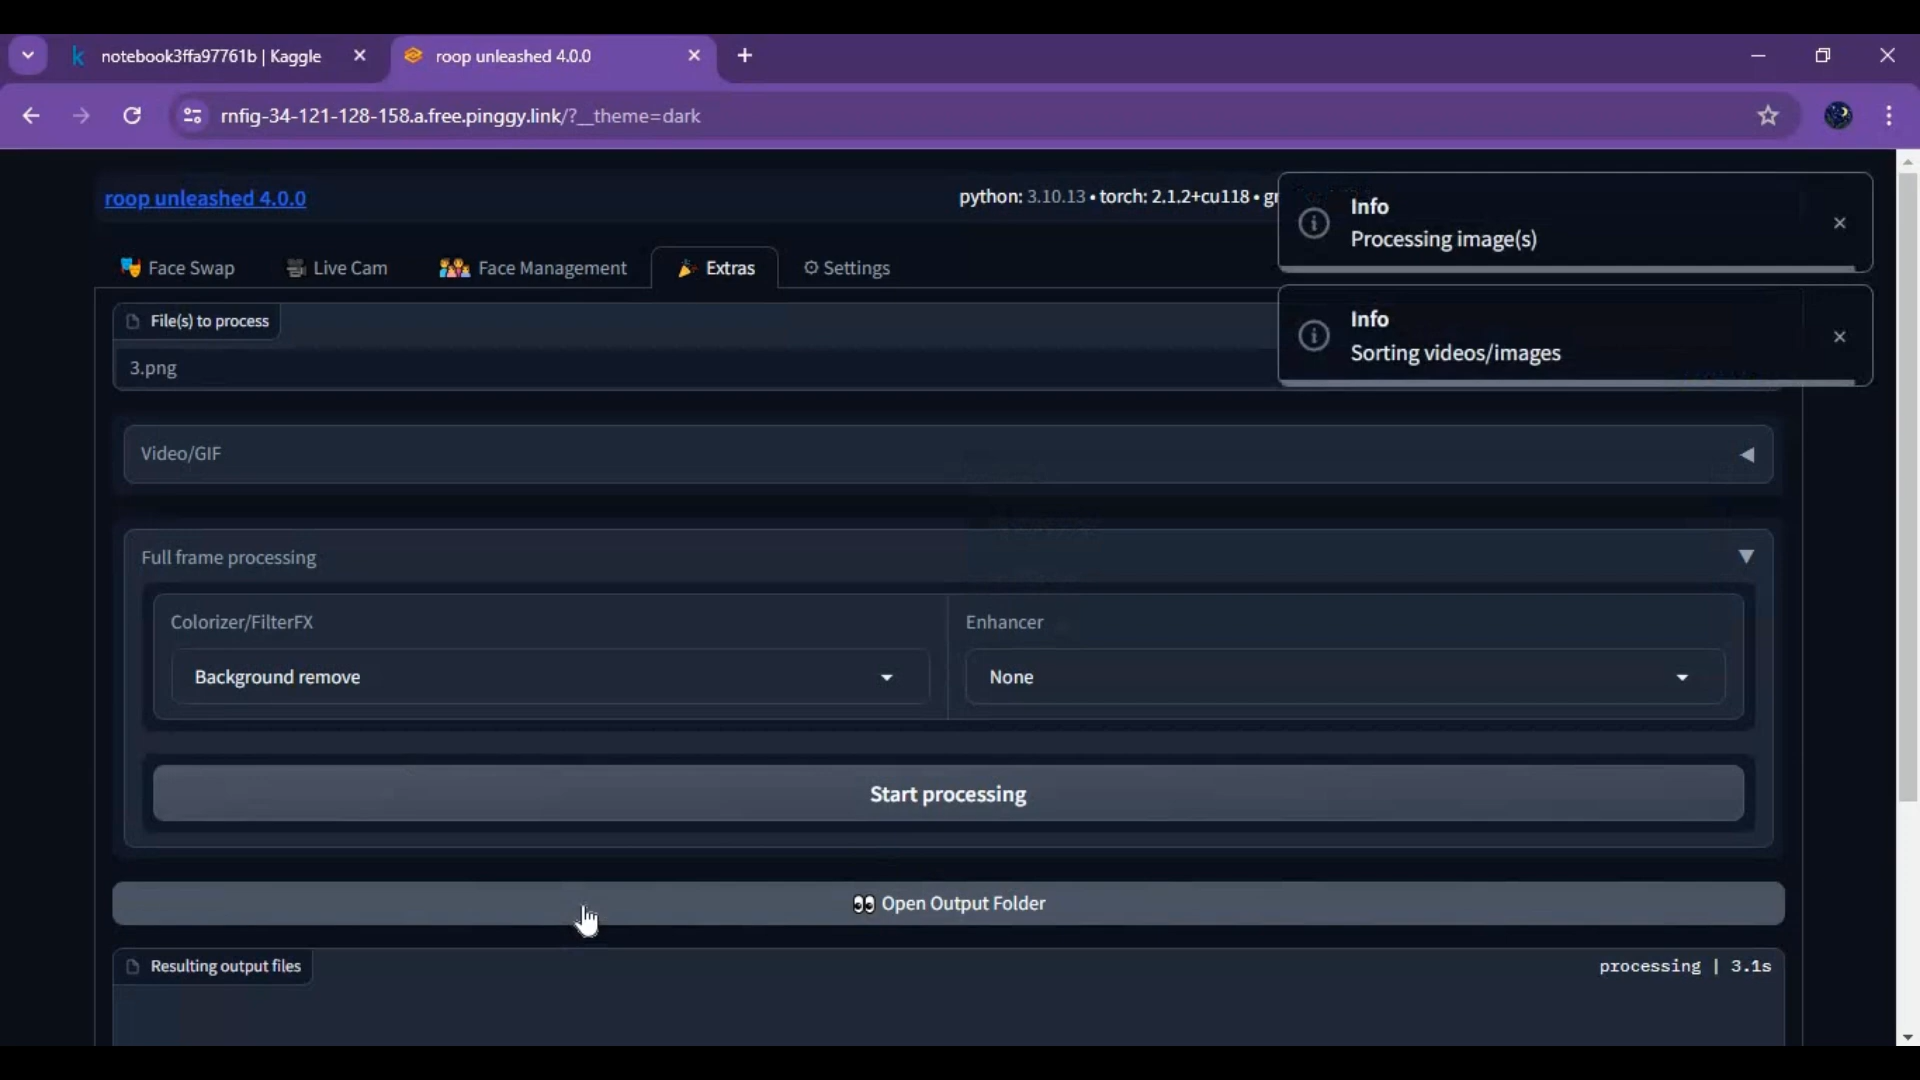 notebook3ffa97761b | Kaggle
roop unleashed 4.0.0
rnfig-34-121-128-158.a.free.pinggy.link/?__theme=dark
roop unleashed 4.0.0
python: 3.10.13 • torch: 2.1.2+cu118 •
Info
Processing image(s)
Face Swap
Live Cam
Face Management
Extras
Settings
Info
Sorting videos/images
File(s) to process
3.png
Video/GIF
Full frame processing
Colorizer/FilterFX
Enhancer
Background remove
None
Start processing
Open Output Folder
Resulting output files
processing | 3.1s